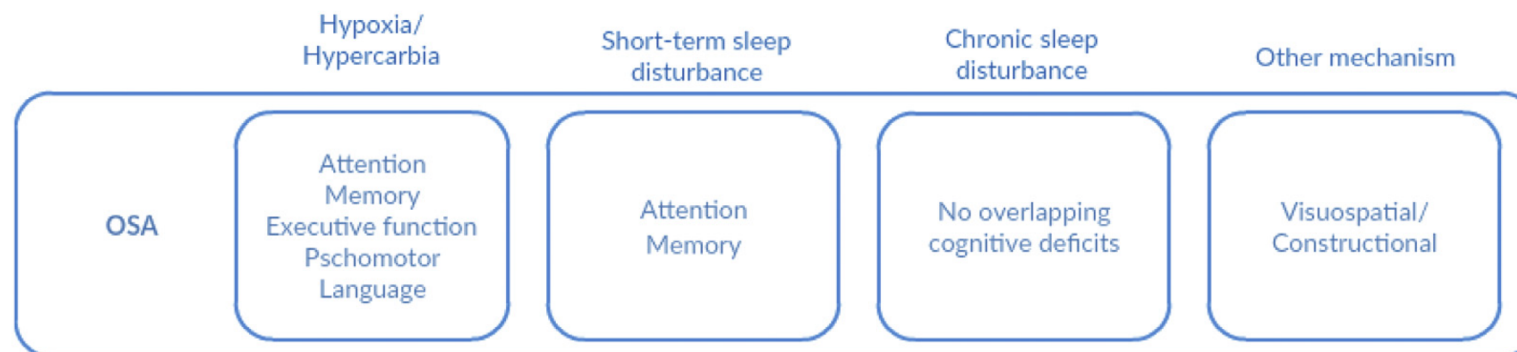 Hypoxia/
Hypercarbia
Short-term sleep
disturbance
Chronic sleep
disturbance
Other mechanism
OSA
Attention
Memory
Executive function
Pschomotor
Language
Attention
Memory
No overlapping
cognitive deficits
Visuospatial/
Constructional